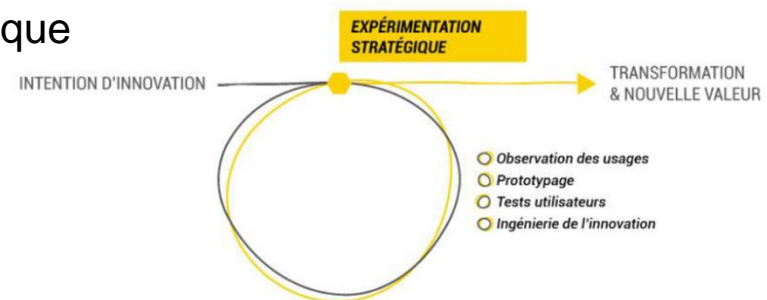 que
EXPÉRIMENTATION
STRATÉGIQUE
INTENTION D'INNOVATION
TRANSFORMATION
& NOUVELLE VALEUR
Observation des usages
Prototypage
Tests utilisateurs
Ingénierie de l'innovation